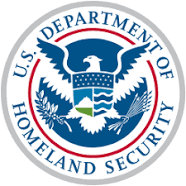 U.S. DEPARTMENT OF
HOMELAND SECURITY